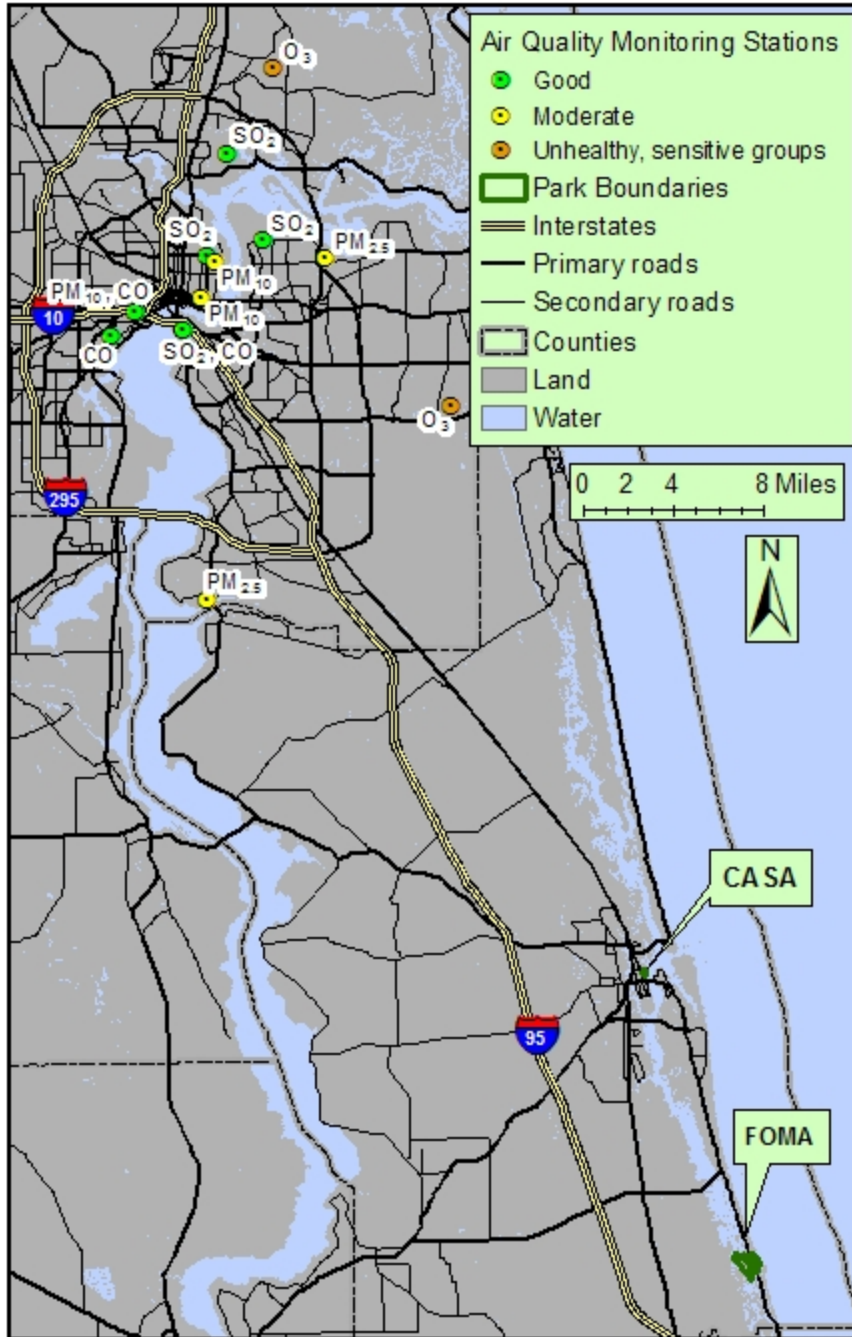 Air Quality Monitoring Stations
Good
Moderate
Unhealthy, sensitive groups
Park Boundaries
Interstates
Primary roads
Secondary roads
Counties
Land
Water
0 2 4 8 Miles
N
O₃
SO₂
SO₂
SO₂
PM₂.₅
PM₁₀
PM₁₀, CO
PM₁₀
10
CO
SO₂, CO
O₃
295
PM₂.₅
CASA
95
FOMA